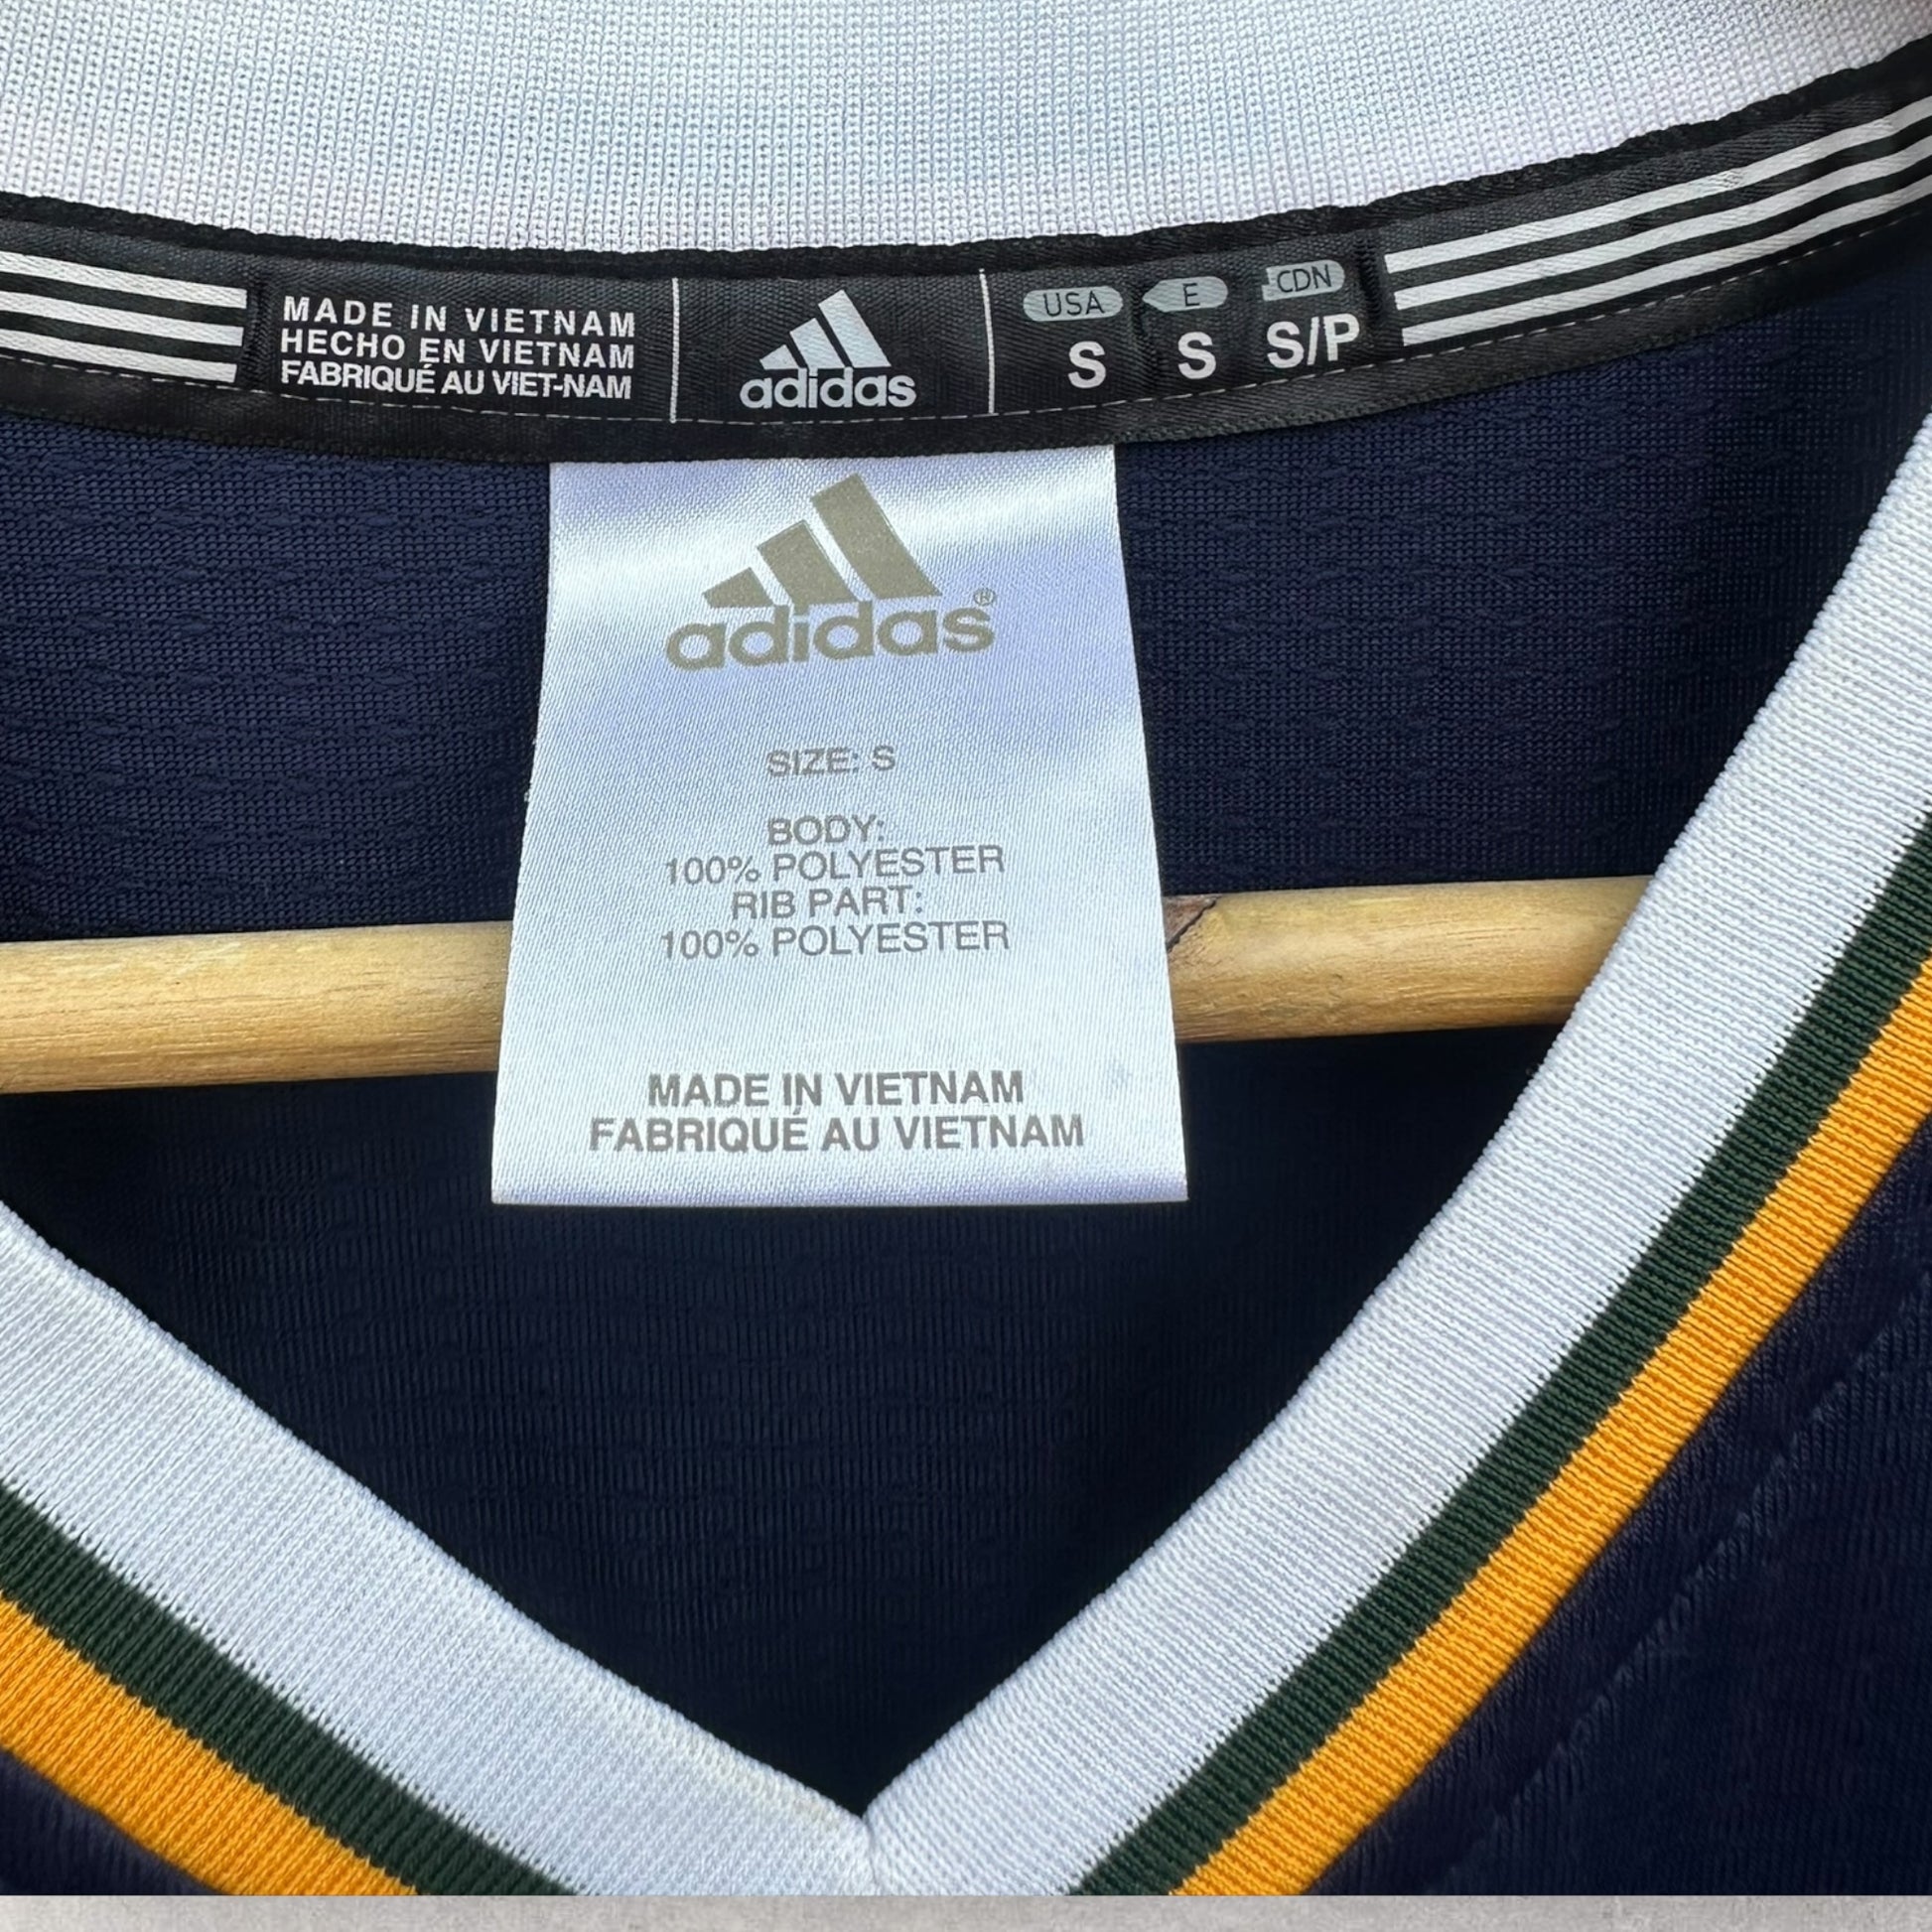 MADE IN VIETNAM
HECHO EN VIETNAM
FABRIQUÉ AU VIET-NAM
adidas
USA E CDN
S S S/P
adidas®
SIZE: S
BODY:
100% POLYESTER
RIB PART:
100% POLYESTER
MADE IN VIETNAM
FABRIQUÉ AU VIETNAM